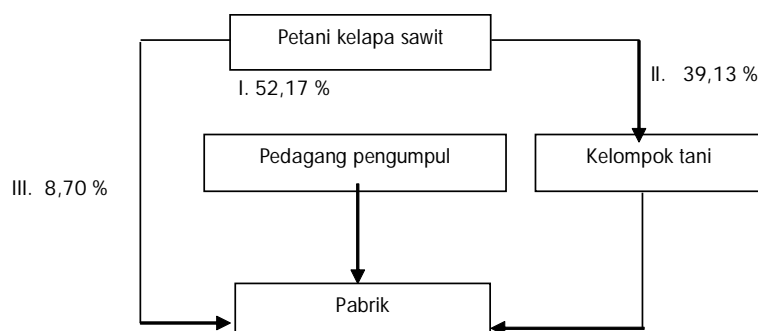 Petani kelapa sawit
I. 52,17 %
II. 39,13 %
Pedagang pengumpul
Kelompok tani
III. 8,70 %
Pabrik